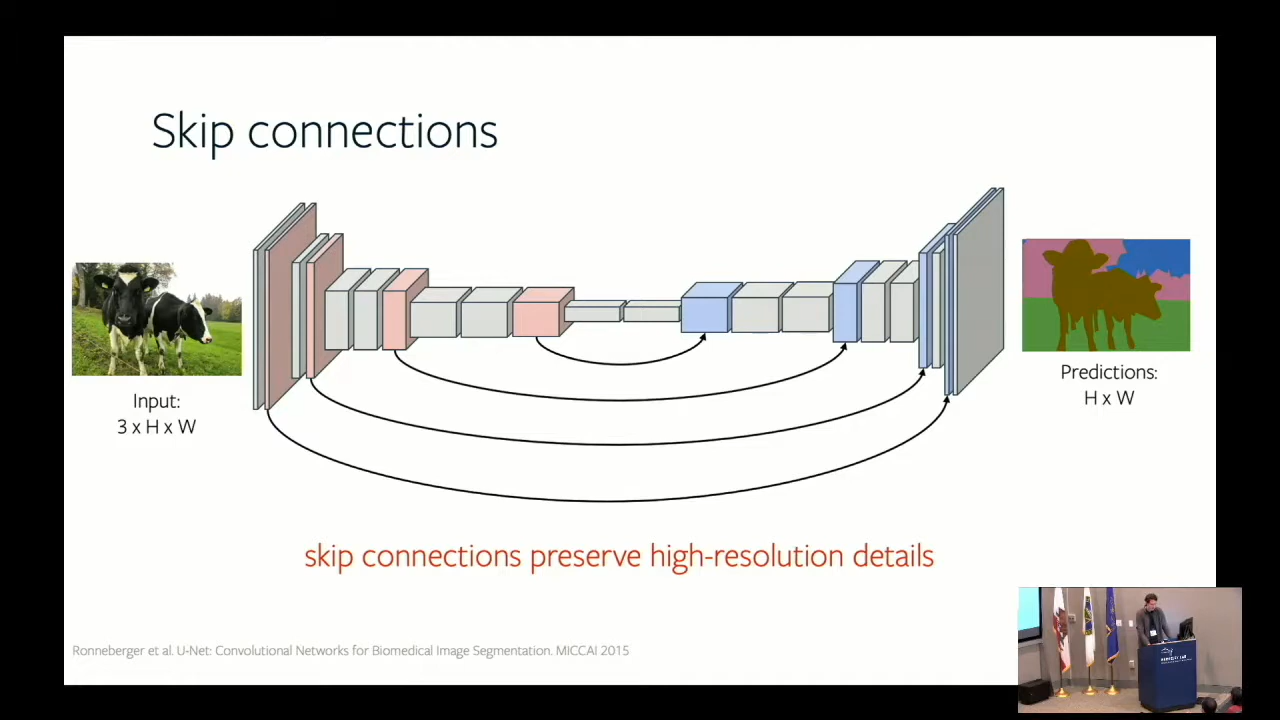 Skip connections
Input:
3 x H x W
Predictions:
H x W
skip connections preserve high-resolution details
Ronneberger et al. U-Net: Convolutional Networks for Biomedical Image Segmentation. MICCAI 2015